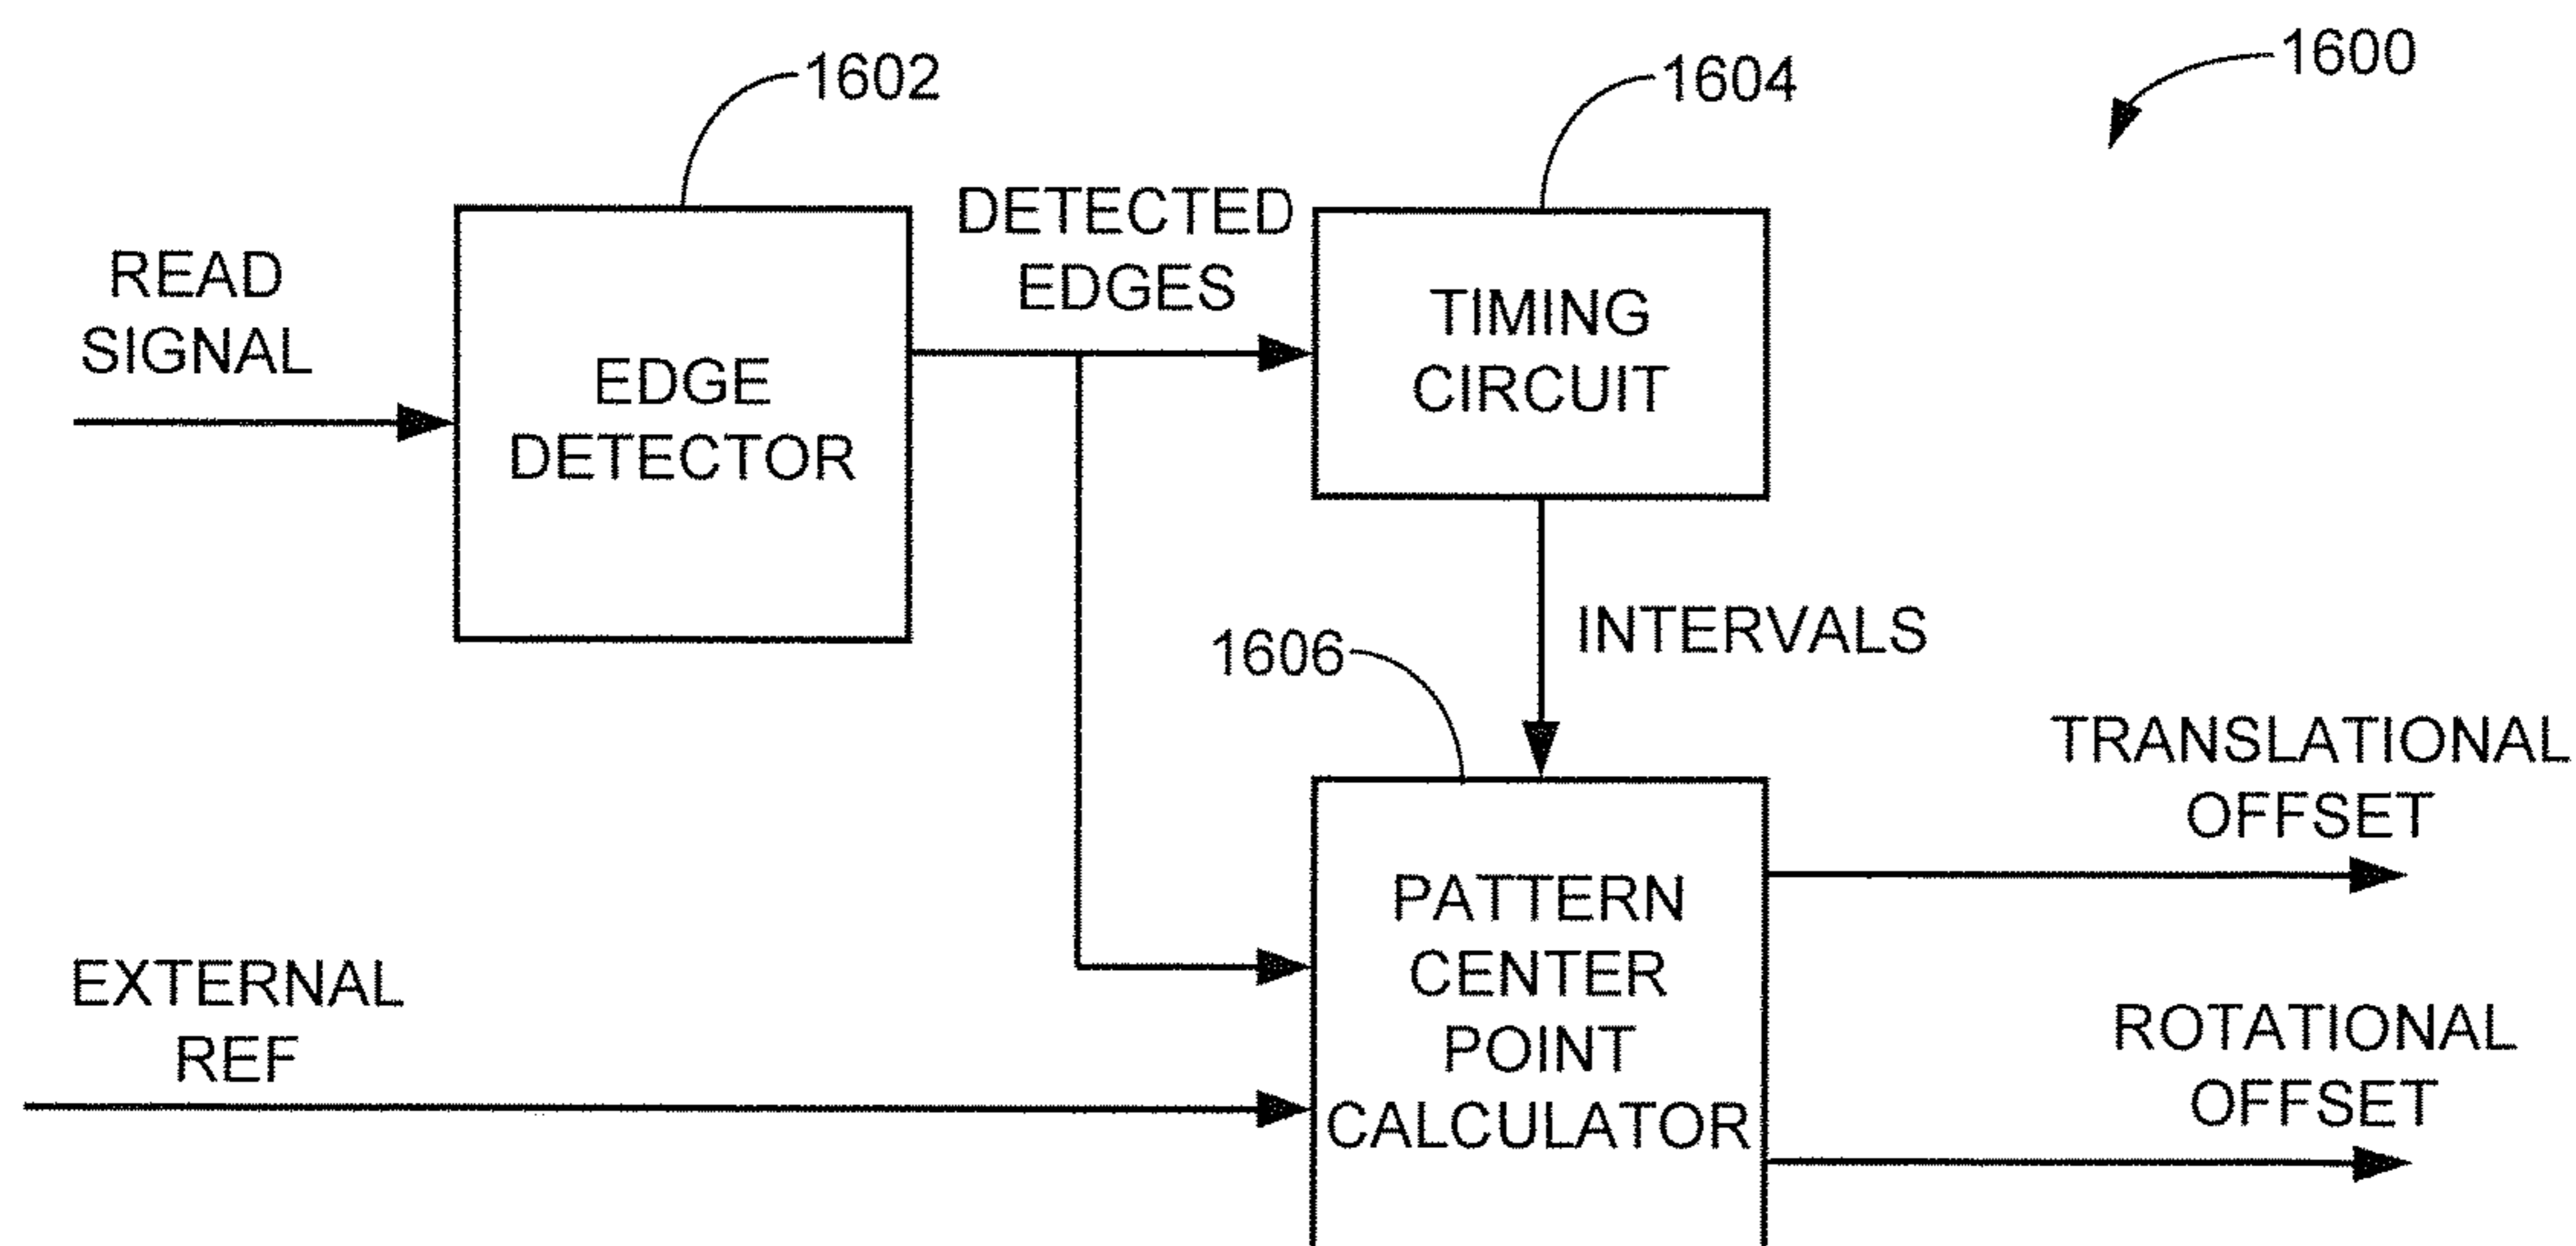 1600
1602
1604
READ
SIGNAL
EDGE
DETECTOR
DETECTED
EDGES
TIMING
CIRCUIT
INTERVALS
1606
EXTERNAL
REF
PATTERN
CENTER
POINT
CALCULATOR
TRANSLATIONAL
OFFSET
ROTATIONAL
OFFSET